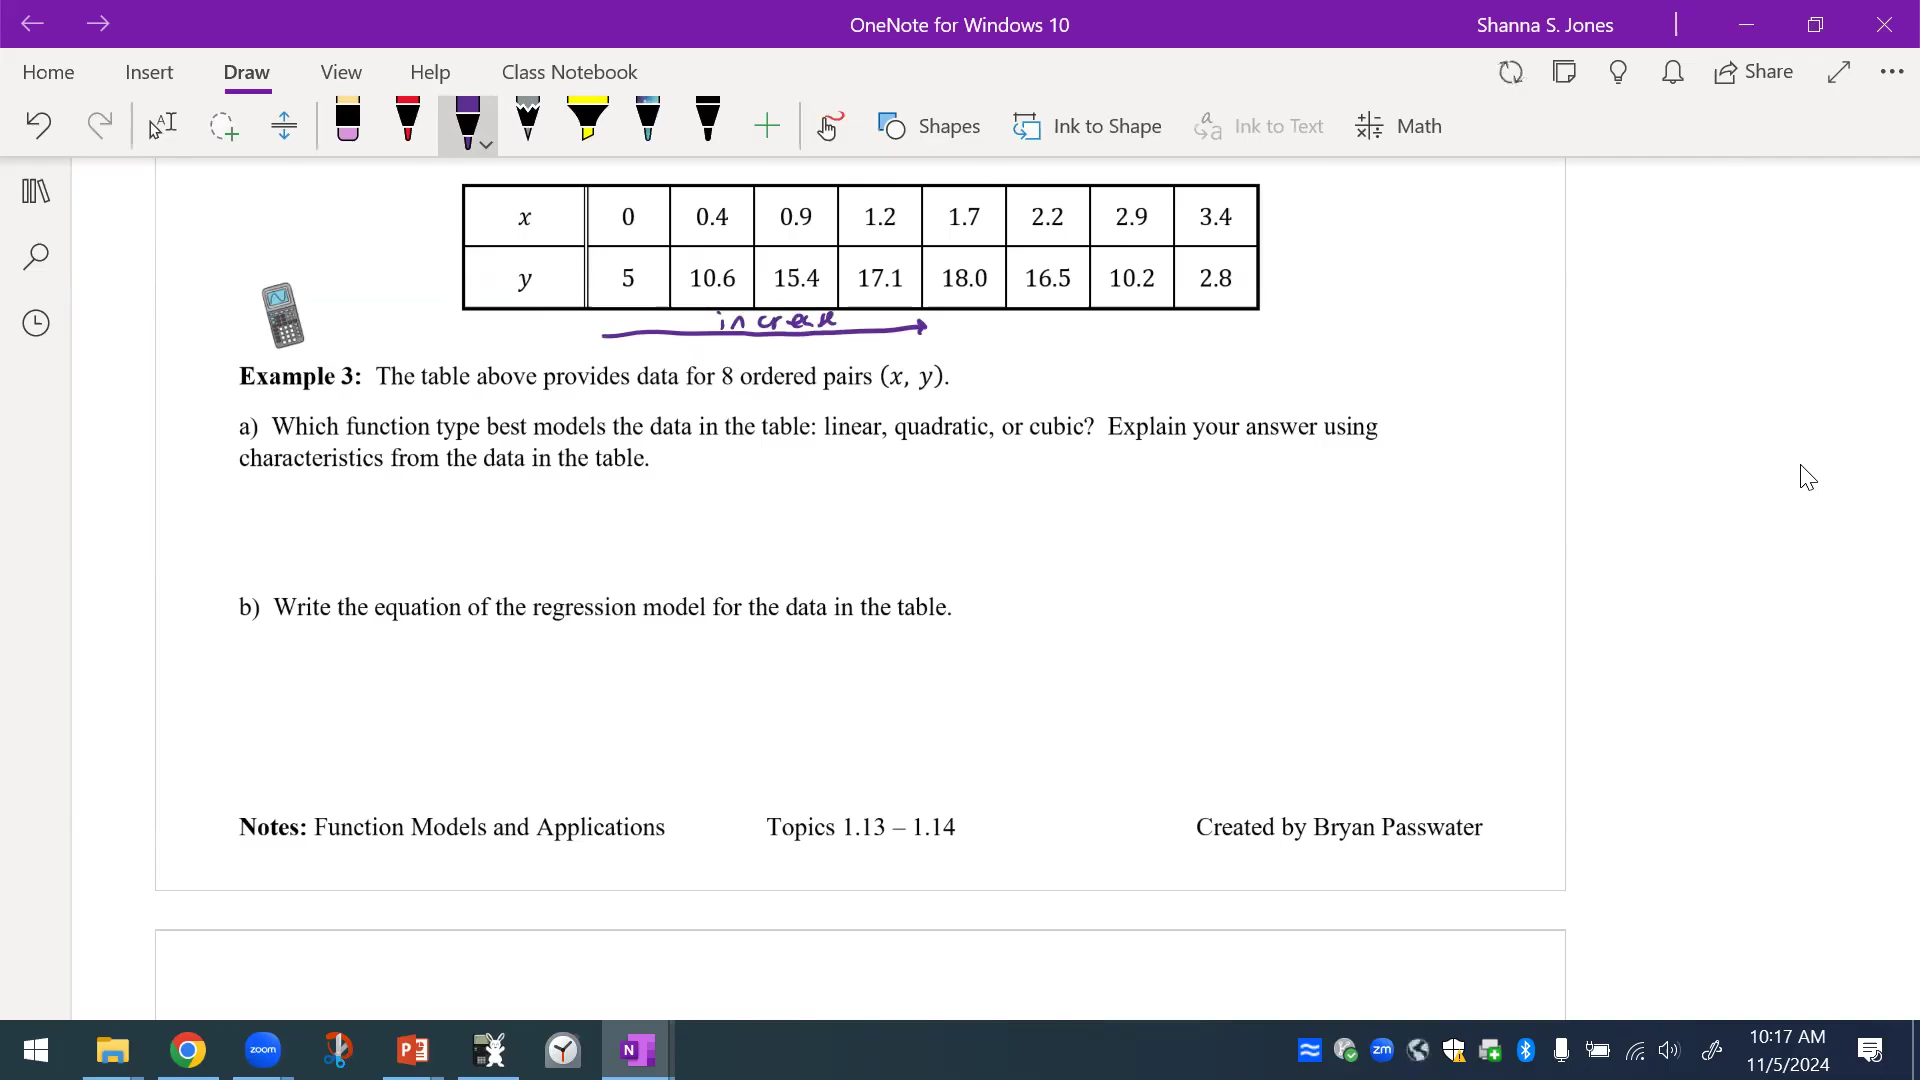 OneNote for Windows 10
Shanna S. Jones
Home Insert Draw View Help Class Notebook
Share
Shapes Ink to Shape Ink to Text Math
x 0 0.4 0.9 1.2 1.7 2.2 2.9 3.4
y 5 10.6 15.4 17.1 18.0 16.5 10.2 2.8
increase
Example 3: The table above provides data for 8 ordered pairs (x, y).
a) Which function type best models the data in the table: linear, quadratic, or cubic? Explain your answer using
characteristics from the data in the table.
b) Write the equation of the regression model for the data in the table.
Notes: Function Models and Applications Topics 1.13 – 1.14 Created by Bryan Passwater
zoom
zm
10:17 AM
11/5/2024